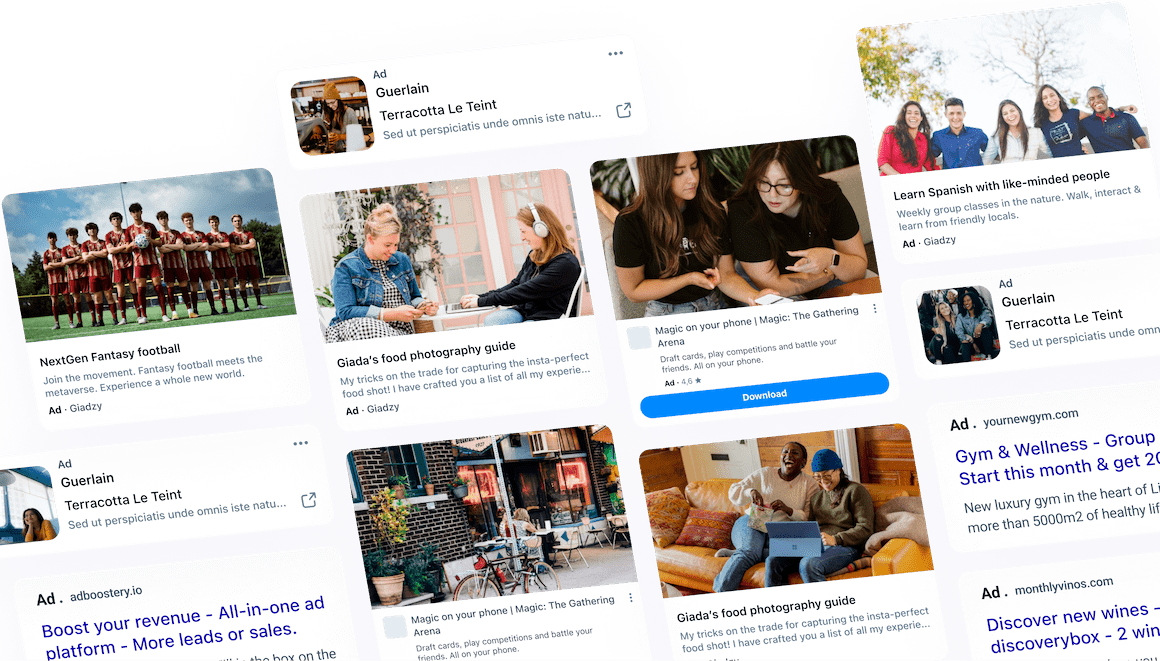 Ad
Guerlain
Terracotta Le Teint
Sed ut perspiciatis unde omnis iste natu...
Learn Spanish with like-minded people
Weekly group classes in the nature. Walk, interact &
learn from friendly locals.
Ad · Giadzy
NextGen Fantasy football
Join the movement. Fantasy football meets the
metaverse. Experience a whole new world.
Ad · Giadzy
Giada's food photography guide
My tricks on the trade for capturing the insta-perfect
food shot! I have crafted you a list of all my experie...
Ad · Giadzy
Magic on your phone | Magic: The Gathering
Arena
Draft cards, play competitions and battle your
friends. All on your phone.
Ad · 4,6 ★
Download
Ad
Guerlain
Terracotta Le Teint
Sed ut perspiciatis unde omnis
Ad
Guerlain
Terracotta Le Teint
Sed ut perspiciatis unde omnis iste natu...
Ad . adboostery.io
Boost your revenue - All-in-one ad
platform - More leads or sales.
in the box on the
Magic on your phone | Magic: The Gathering
Arena
Draft cards, play competitions and battle your
friends. All on your phone.
Giada's food photography guide
My tricks on the trade for capturing the insta-perfect
food shot! I have crafted you a list of all my experie...
Ad . yournewgym.com
Gym & Wellness - Group
Start this month & get 20
New luxury gym in the heart of
more than 5000m2 of healthy
Ad . monthlyvinos.com
Discover new wines -
discoverybox - 2